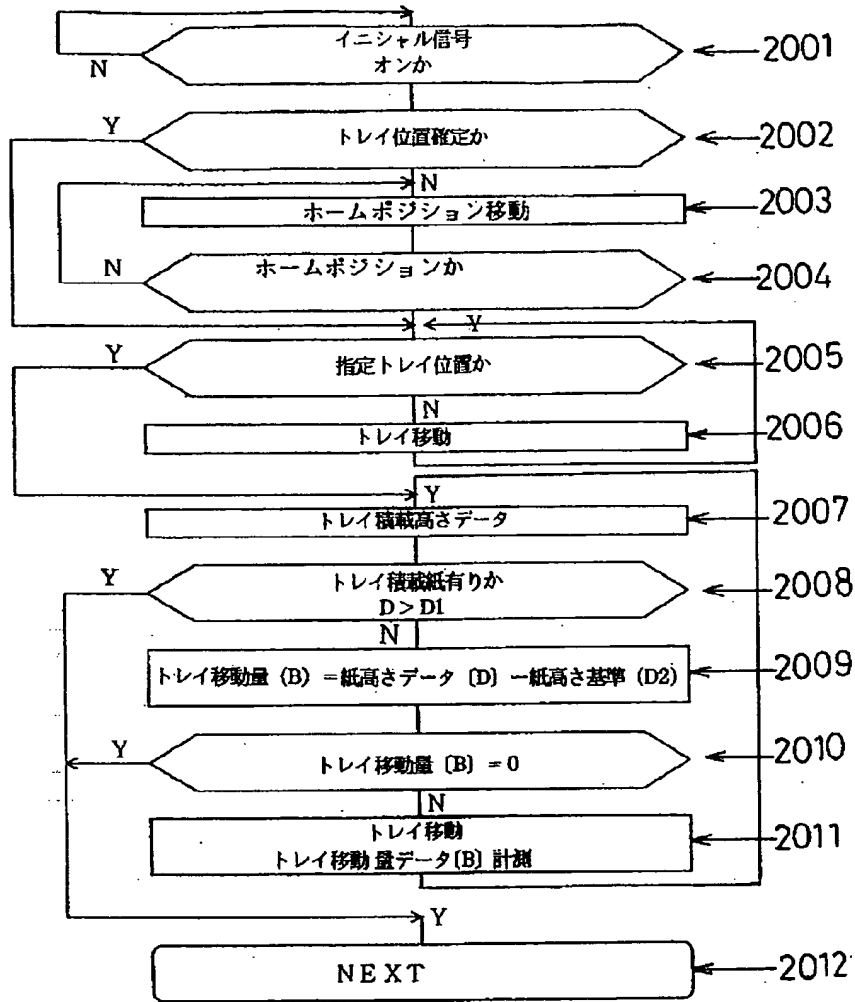 イニシャル信号
オンか
N
2001
Y
トレイ位置確定か
2002
N
ホームポジション移動
2003
N
ホームポジションか
2004
Y
Y
指定トレイ位置か
2005
N
トレイ移動
2006
Y
トレイ積載高さデータ
2007
Y
トレイ積載紙有りか
D > D1
2008
N
トレイ移動量 (B) =紙高さデータ〔D〕ー紙高さ基準 (D2)
2009
Y
トレイ移動量〔B〕= 0
2010
N
トレイ移動
トレイ移動量データ〔B〕計測
2011
Y
NEXT
2012